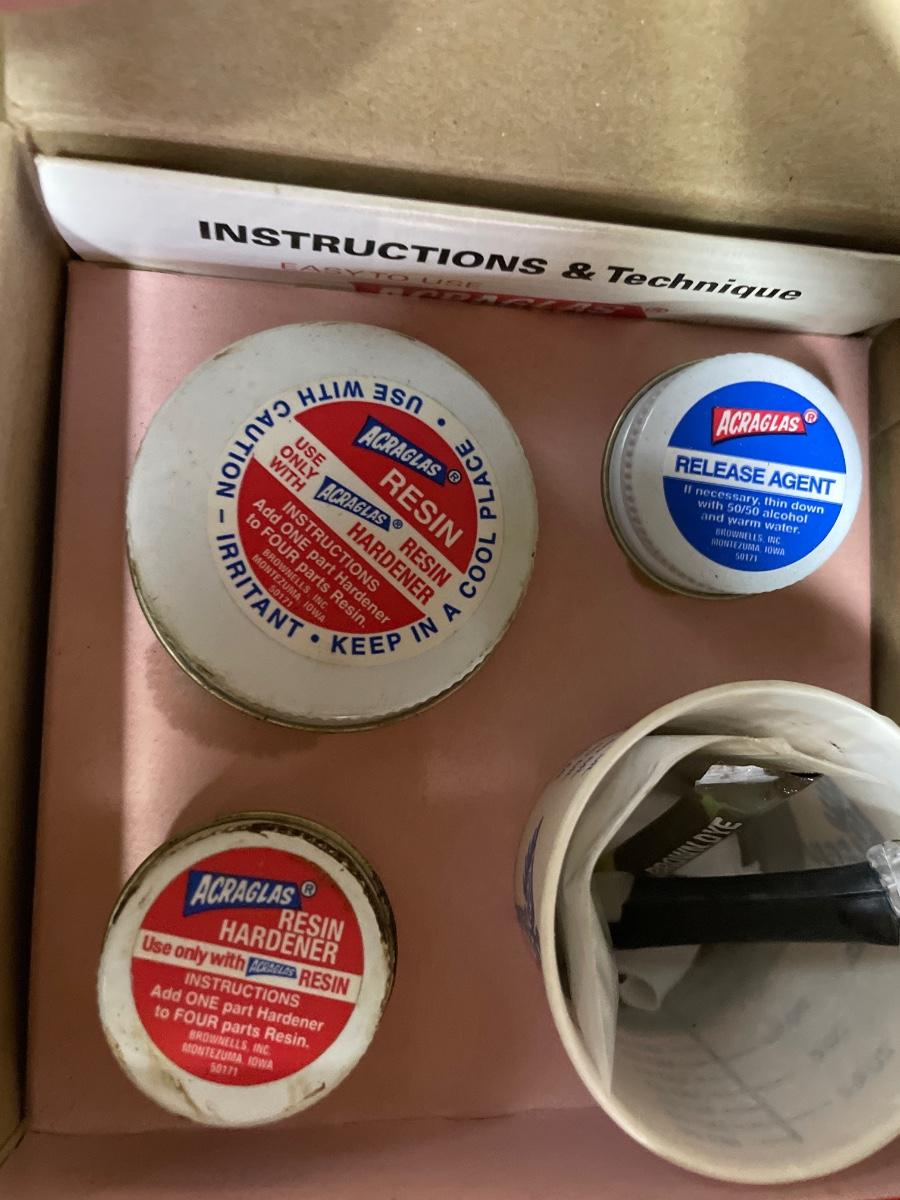 INSTRUCTIONS & Technique
EASY TO USE
ACRAGLAS®
USE WITH CAUTION – IRRITANT • KEEP IN A COOL PLACE •
ACRAGLAS®
RESIN
USE
ONLY
WITH
ACRAGLAS®
RESIN
HARDENER
INSTRUCTIONS
Add ONE part Hardener
to FOUR parts Resin.
BROWNELLS, INC.
MONTEZUMA, IOWA
50171
ACRAGLAS®
RELEASE AGENT
If necessary, thin down
with 50/50 alcohol
and warm water.
BROWNELLS, INC.
MONTEZUMA, IOWA
50171
ACRAGLAS®
RESIN
HARDENER
Use only with ACRAGLAS RESIN
INSTRUCTIONS
Add ONE part Hardener
to FOUR parts Resin.
BROWNELLS, INC.
MONTEZUMA, IOWA
50171
BROWN DYE